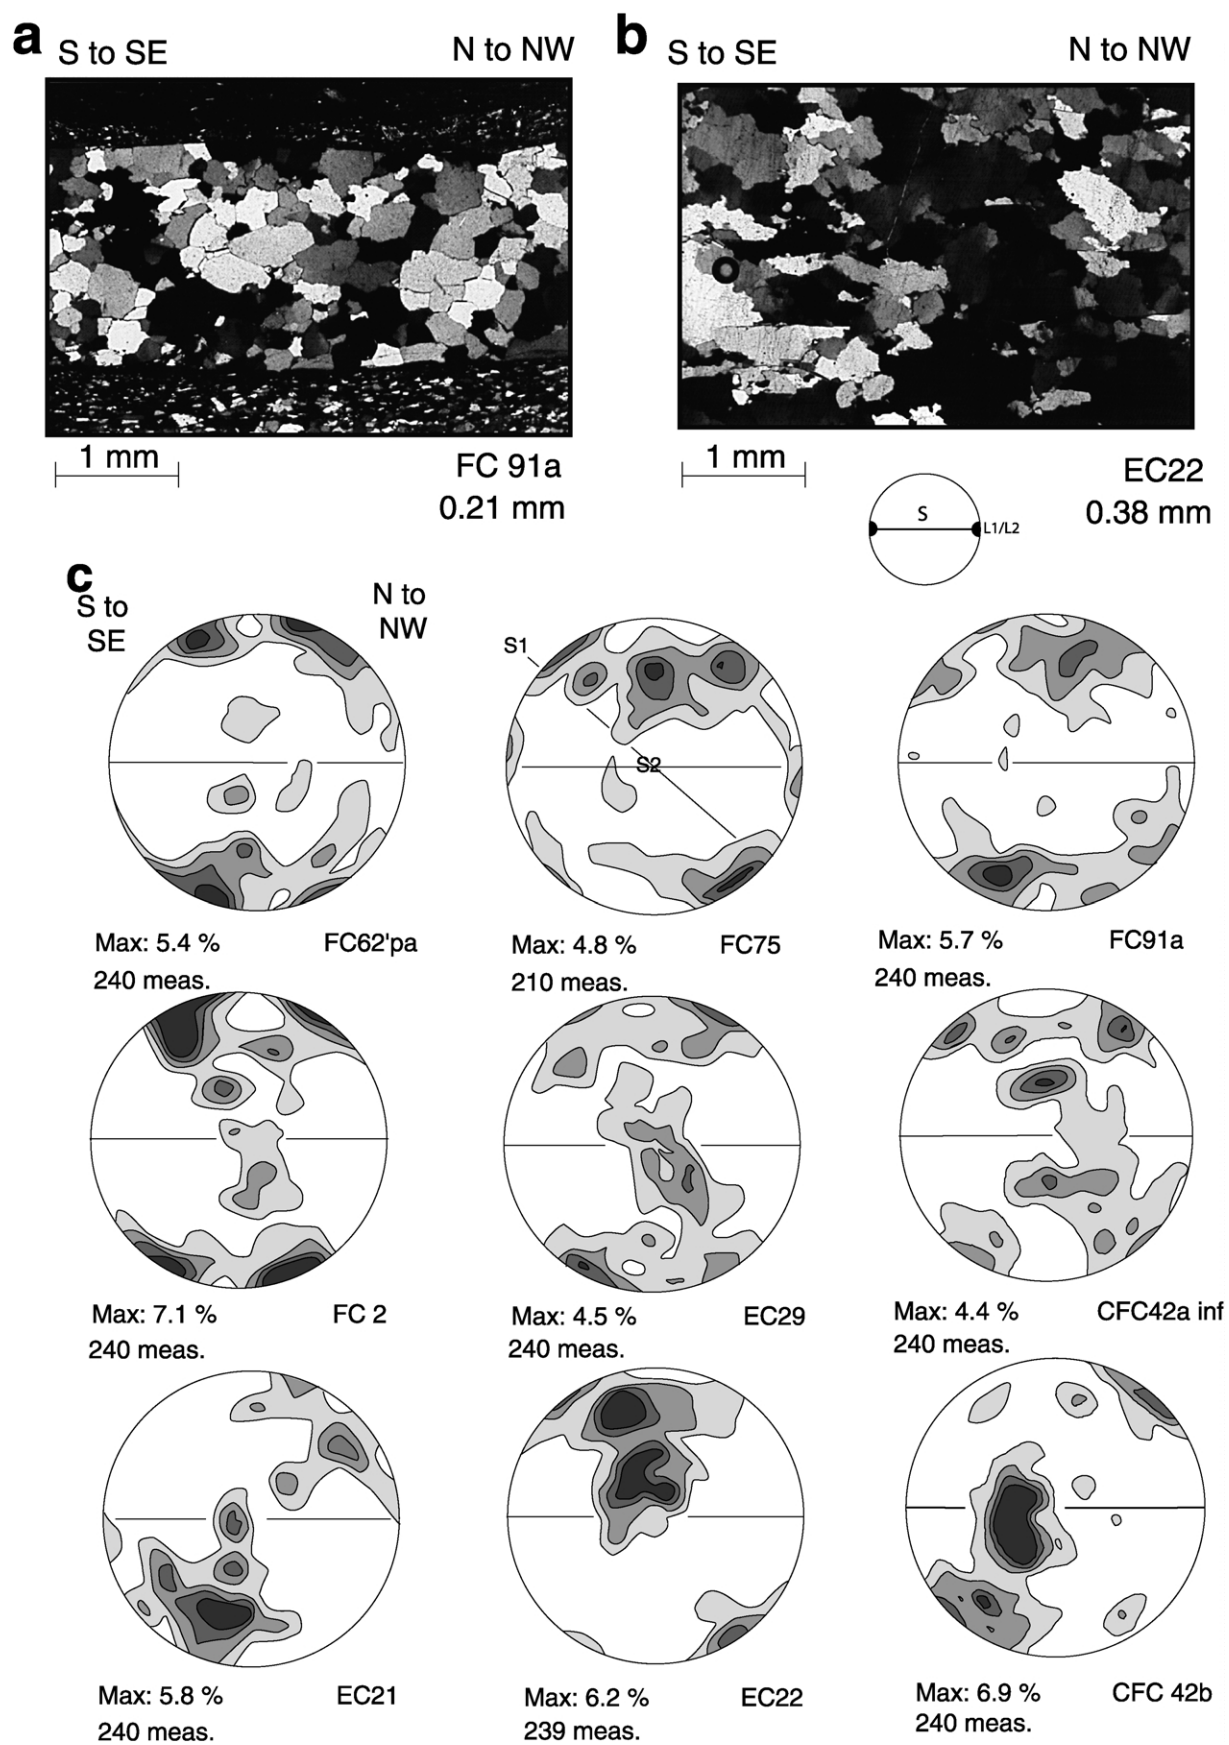 a
S to SE
N to NW
b
S to SE
N to NW
1 mm
FC 91a
0.21 mm
1 mm
EC22
0.38 mm
S
L1/L2
c
S to
SE
N to
NW
S1
S2
Max: 5.4 %
FC62'pa
240 meas.
Max: 4.8 %
FC75
210 meas.
Max: 5.7 %
FC91a
240 meas.
Max: 7.1 %
FC 2
240 meas.
Max: 4.5 %
EC29
240 meas.
Max: 4.4 %
CFC42a inf
240 meas.
Max: 5.8 %
EC21
240 meas.
Max: 6.2 %
EC22
239 meas.
Max: 6.9 %
CFC 42b
240 meas.